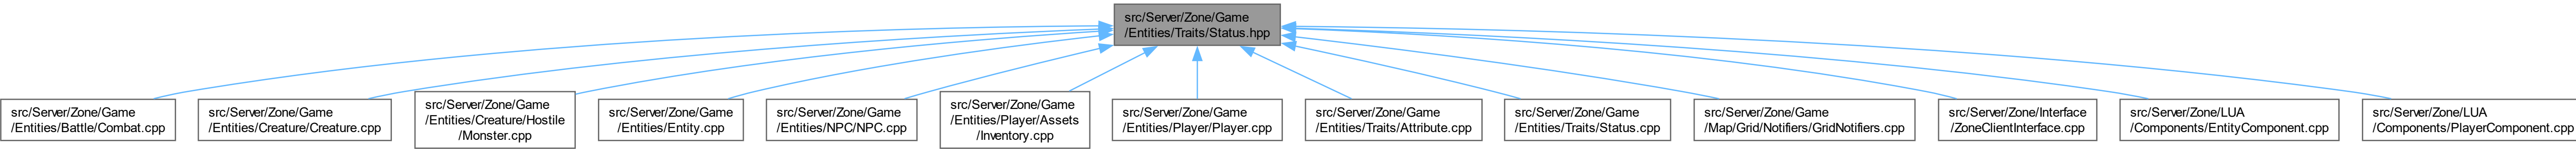 src/Server/Zone/Game
/Entities/Traits/Status.hpp
src/Server/Zone/Game
/Entities/Battle/Combat.cpp
src/Server/Zone/Game
/Entities/Creature/Creature.cpp
src/Server/Zone/Game
/Entities/Creature/Hostile
/Monster.cpp
src/Server/Zone/Game
/Entities/Entity.cpp
src/Server/Zone/Game
/Entities/NPC/NPC.cpp
src/Server/Zone/Game
/Entities/Player/Assets
/Inventory.cpp
src/Server/Zone/Game
/Entities/Player/Player.cpp
src/Server/Zone/Game
/Entities/Traits/Attribute.cpp
src/Server/Zone/Game
/Entities/Traits/Status.cpp
src/Server/Zone/Game
/Map/Grid/Notifiers/GridNotifiers.cpp
src/Server/Zone/Interface
/ZoneClientInterface.cpp
src/Server/Zone/LUA
/Components/EntityComponent.cpp
src/Server/Zone/LUA
/Components/PlayerComponent.cpp